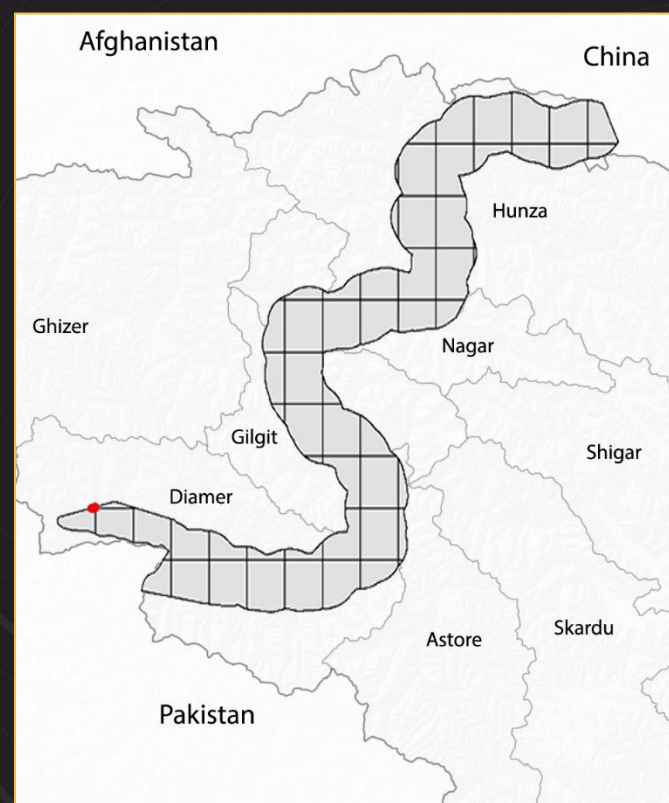 Afghanistan
China
Hunza
Ghizer
Nagar
Gilgit
Shigar
Diamer
Skardu
Astore
Pakistan